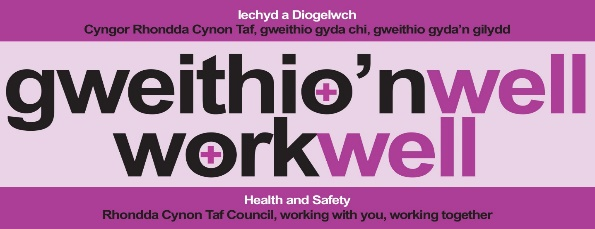 Iechyd a Diogelwch
Cyngor Rhondda Cynon Taf, gweithio gyda chi, gweithio gyda'n gilydd
gweithio'nwell
workwell
Health and Safety
Rhondda Cynon Taf Council, working with you, working together